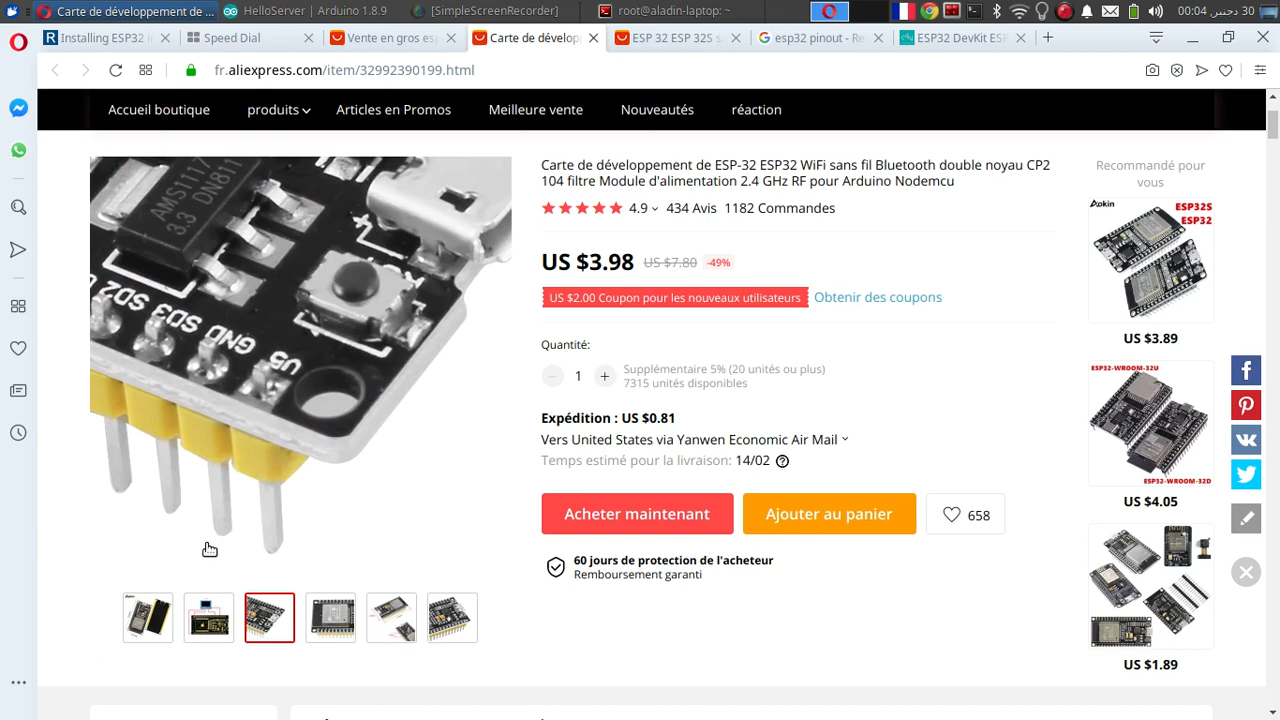 Carte de développement de ...
HelloServer | Arduino 1.8.9
[SimpleScreenRecorder]
root@aladin-laptop: ~
00:04 ,دجنبر 30
Installing ESP32 i
Speed Dial
Vente en gros esp
Carte de dévelop
ESP 32 ESP 32S s
esp32 pinout - Re
ESP32 DevKit ESP
fr.aliexpress.com/item/32992390199.html
Accueil boutique
produits
Articles en Promos
Meilleure vente
Nouveautés
réaction
AMS1117
3.3 DN811
SD2
SD3
GND
U5
Carte de développement de ESP-32 ESP32 WiFi sans fil Bluetooth double noyau CP2
104 filtre Module d'alimentation 2.4 GHz RF pour Arduino Nodemcu
4.9
434 Avis
1182 Commandes
US $3.98
US $7.80
-49%
US $2.00 Coupon pour les nouveaux utilisateurs
Obtenir des coupons
Quantité:
1
Supplémentaire 5% (20 unités ou plus)
7315 unités disponibles
Expédition : US $0.81
Vers United States via Yanwen Economic Air Mail
Temps estimé pour la livraison: 14/02
Acheter maintenant
Ajouter au panier
658
60 jours de protection de l'acheteur
Remboursement garanti
Recommandé pour
vous
Aokin
ESP32S
ESP32
US $3.89
ESP32-WROOM-32U
ESP32-WROOM-32D
US $4.05
US $1.89